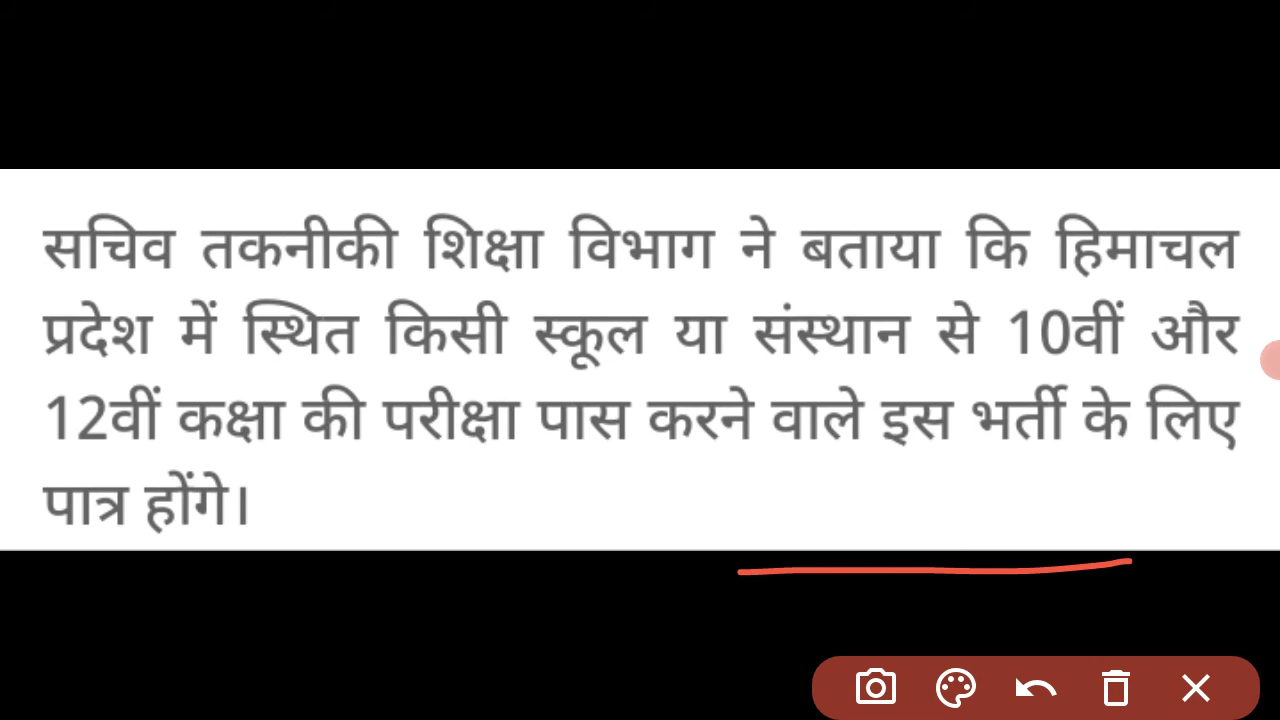 सचिव तकनीकी शिक्षा विभाग ने बताया कि हिमाचल
प्रदेश में स्थित किसी स्कूल या संस्थान से 10वीं और
12वीं कक्षा की परीक्षा पास करने वाले इस भर्ती के लिए
पात्र होंगे।